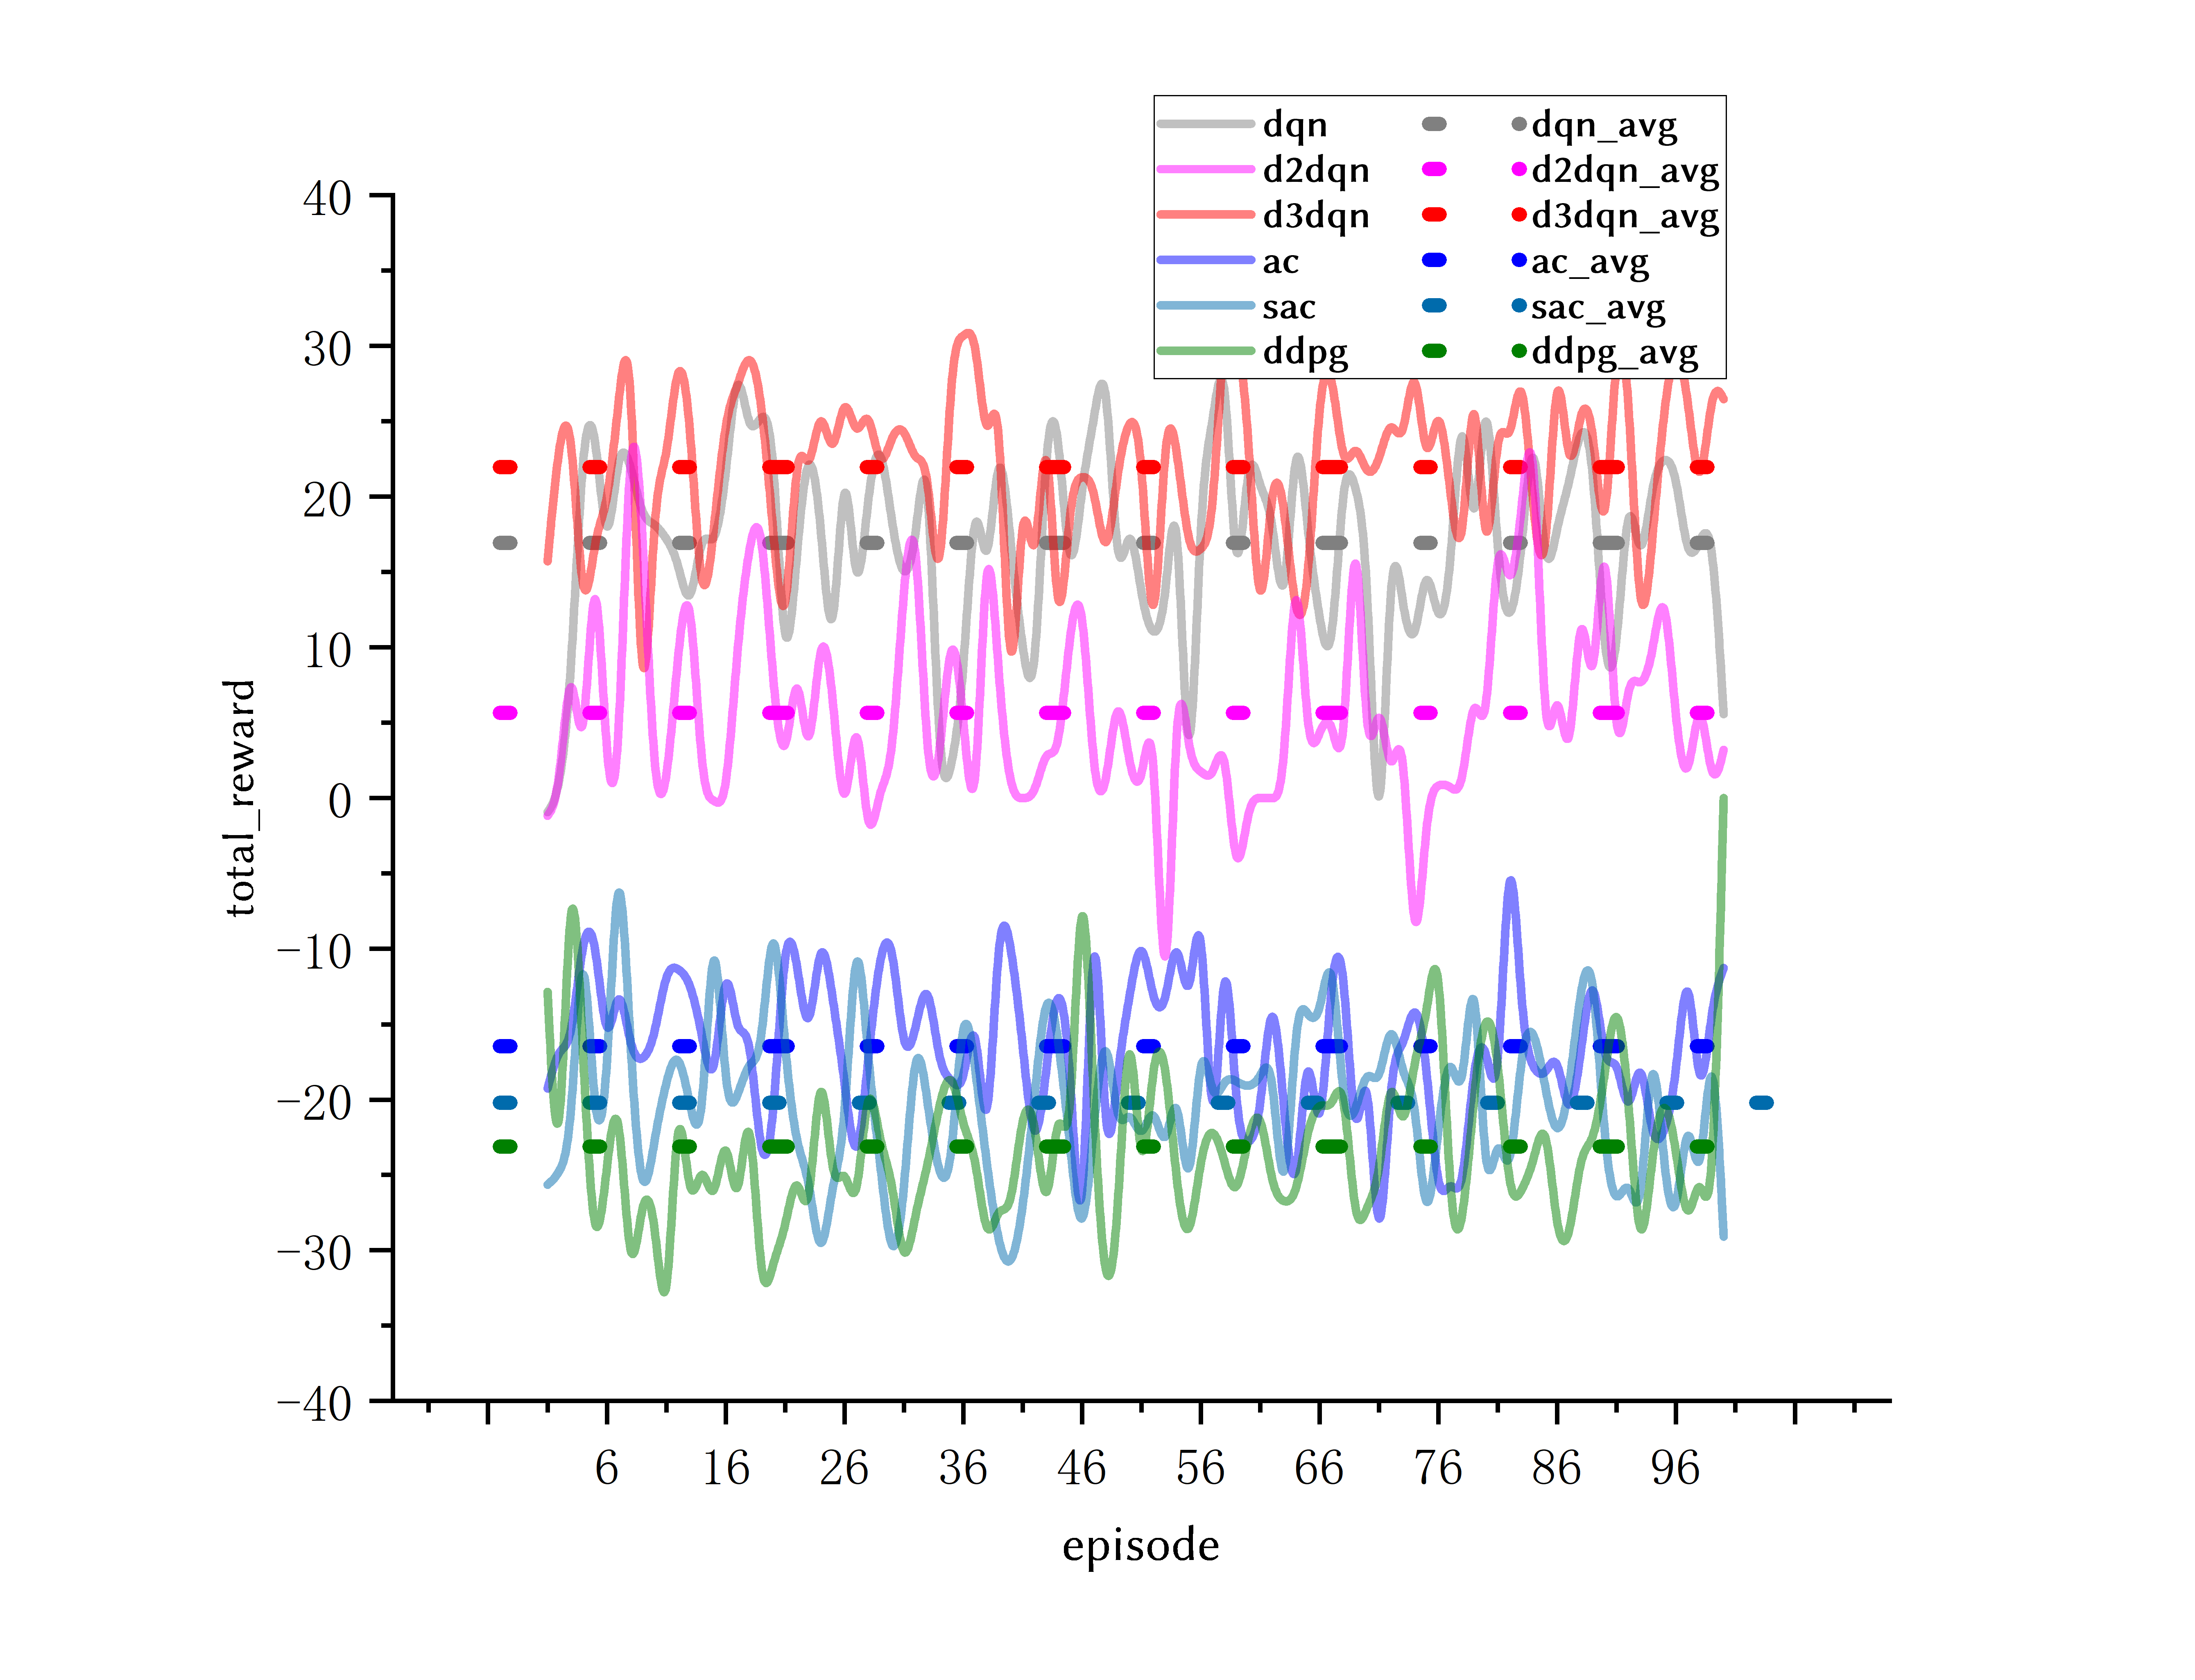 dqn dqn_avg
d2dqn d2dqn_avg
d3dqn d3dqn_avg
ac ac_avg
sac sac_avg
ddpg ddpg_avg
40
30
20
10
0
−10
−20
−30
−40
total_reward
6 16 26 36 46 56 66 76 86 96
episode